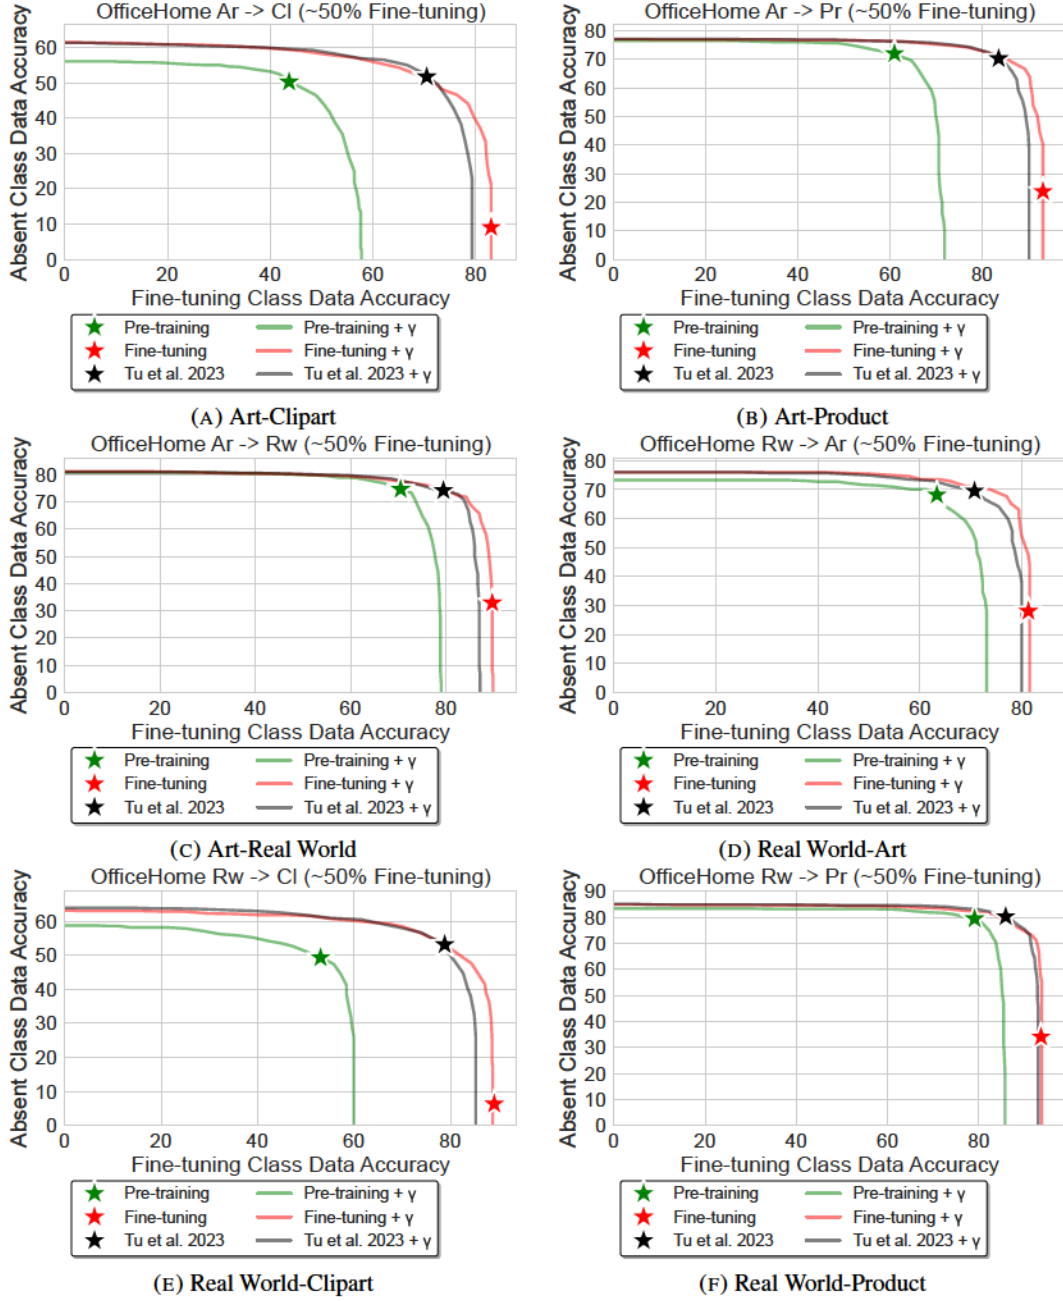 OfficeHome Ar -> Cl (~50% Fine-tuning)
Absent Class Data Accuracy
60
50
40
30
20
10
0
0 20 40 60 80
Fine-tuning Class Data Accuracy
Pre-training Pre-training + γ
Fine-tuning Fine-tuning + γ
Tu et al. 2023 Tu et al. 2023 + γ
(A) Art-Clipart
OfficeHome Ar -> Pr (~50% Fine-tuning)
Absent Class Data Accuracy
80
70
60
50
40
30
20
10
0
0 20 40 60 80
Fine-tuning Class Data Accuracy
Pre-training Pre-training + γ
Fine-tuning Fine-tuning + γ
Tu et al. 2023 Tu et al. 2023 + γ
(B) Art-Product
OfficeHome Ar -> Rw (~50% Fine-tuning)
Absent Class Data Accuracy
80
70
60
50
40
30
20
10
0
0 20 40 60 80
Fine-tuning Class Data Accuracy
Pre-training Pre-training + γ
Fine-tuning Fine-tuning + γ
Tu et al. 2023 Tu et al. 2023 + γ
(C) Art-Real World
OfficeHome Rw -> Ar (~50% Fine-tuning)
Absent Class Data Accuracy
80
70
60
50
40
30
20
10
0
0 20 40 60 80
Fine-tuning Class Data Accuracy
Pre-training Pre-training + γ
Fine-tuning Fine-tuning + γ
Tu et al. 2023 Tu et al. 2023 + γ
(D) Real World-Art
OfficeHome Rw -> Cl (~50% Fine-tuning)
Absent Class Data Accuracy
60
50
40
30
20
10
0
0 20 40 60 80
Fine-tuning Class Data Accuracy
Pre-training Pre-training + γ
Fine-tuning Fine-tuning + γ
Tu et al. 2023 Tu et al. 2023 + γ
(E) Real World-Clipart
OfficeHome Rw -> Pr (~50% Fine-tuning)
Absent Class Data Accuracy
90
80
70
60
50
40
30
20
10
0
0 20 40 60 80
Fine-tuning Class Data Accuracy
Pre-training Pre-training + γ
Fine-tuning Fine-tuning + γ
Tu et al. 2023 Tu et al. 2023 + γ
(F) Real World-Product